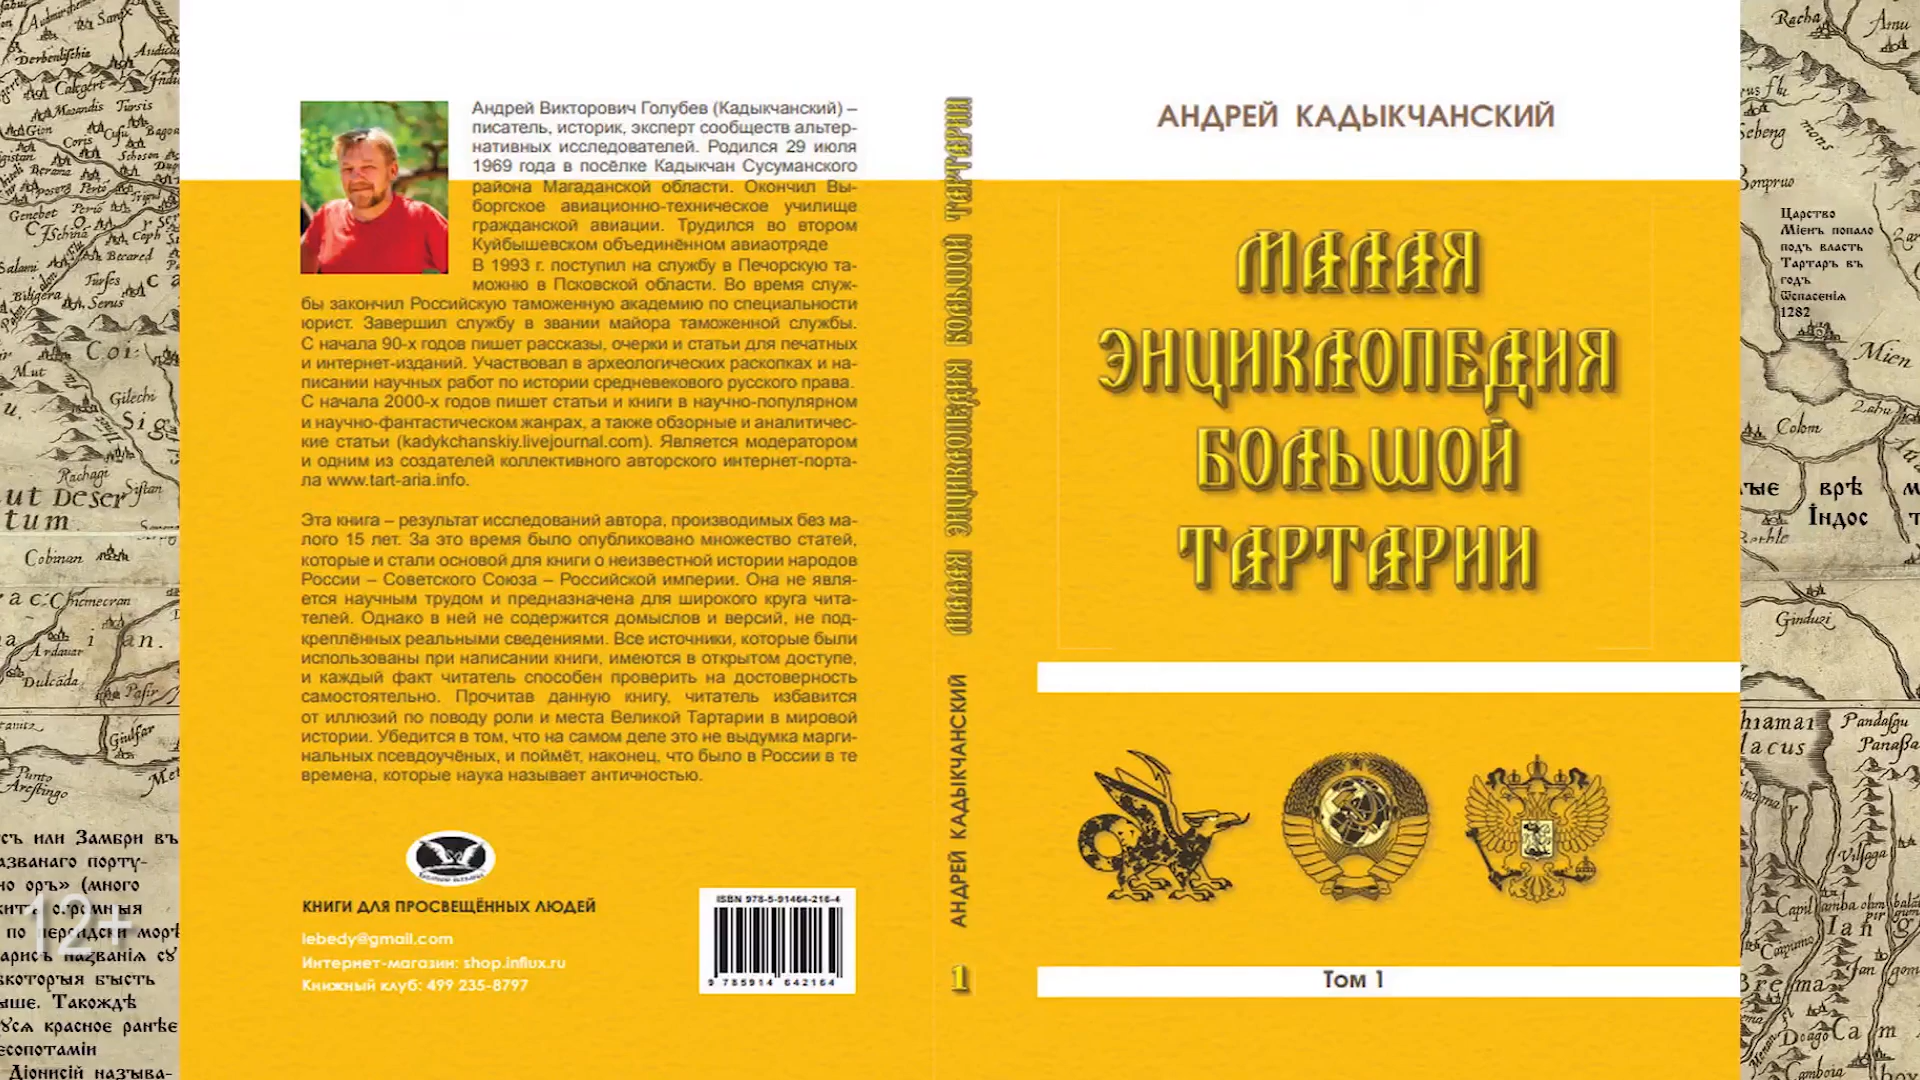 Андрей Викторович Голубев (Кадыкчанский) –
писатель, историк, эксперт сообществ альтер-
нативных исследователей. Родился 29 июля
1969 года в посёлке Кадыкчан Сусуманского
района Магаданской области. Окончил Вы-
боргское авиационно-техническое училище
гражданской авиации. Трудился во втором
Куйбышевском объединённом авиаотряде
В 1993 г. поступил на службу в Печорскую та-
можню в Псковской области. Во время служ-
бы закончил Российскую таможенную академию по специальности
юрист. Завершил службу в звании майора таможенной службы.
С начала 90-х годов пишет рассказы, очерки и статьи для печатных
и интернет-изданий. Участвовал в археологических раскопках и на-
писании научных работ по истории средневекового русского права.
С начала 2000-х годов пишет статьи и книги в научно-популярном
и научно-фантастическом жанрах, а также обзорные и аналитичес-
кие статьи (kadykchanskiy.livejournal.com). Является модератором
и одним из создателей коллективного авторского интернет-порта-
ла www.tart-aria.info.
Эта книга – результат исследований автора, производимых без ма-
лого 15 лет. За это время было опубликовано множество статей,
которые и стали основой для книги о неизвестной истории народов
России – Советского Союза – Российской империи. Она не явля-
ется научным трудом и предназначена для широкого круга чита-
телей. Однако в ней не содержится домыслов и версий, не под-
креплённых реальными сведениями. Все источники, которые были
использованы при написании книги, имеются в открытом доступе,
и каждый факт читатель способен проверить на достоверность
самостоятельно. Прочитав данную книгу, читатель избавится
от иллюзий по поводу роли и места Великой Тартарии в мировой
истории. Убедится в том, что на самом деле это не выдумка марги-
нальных псевдоучёных, и поймёт, наконец, что было в России в те
времена, которые наука называет античностью.
КНИГИ ДЛЯ ПРОСВЕЩЁННЫХ ЛЮДЕЙ
lebedy@gmail.com
Интернет-магазин: shop.influx.ru
Книжный клуб: 499 235-8797
ISBN 978-5-91464-216-4
9 785914 642164
МАЛАЯ ЭНЦИКЛОПЕДИЯ БОЛЬШОЙ ТАРТАРИИ
АНДРЕЙ КАДЫКЧАНСКИЙ
1
АНДРЕЙ КАДЫКЧАНСКИЙ
МАЛАЯ
ЭНЦИКЛОПЕДИЯ
БОЛЬШОЙ
ТАРТАРИИ
Том 1
12+
Царство
Мiенъ попало
подъ власть
Тартаръ въ
годъ
ѿспасенiя
1282
Mien
Colom
Ginduzi
Gilechi
Rachagi
Sistan
Cobinan
Dulcada
Giulfar